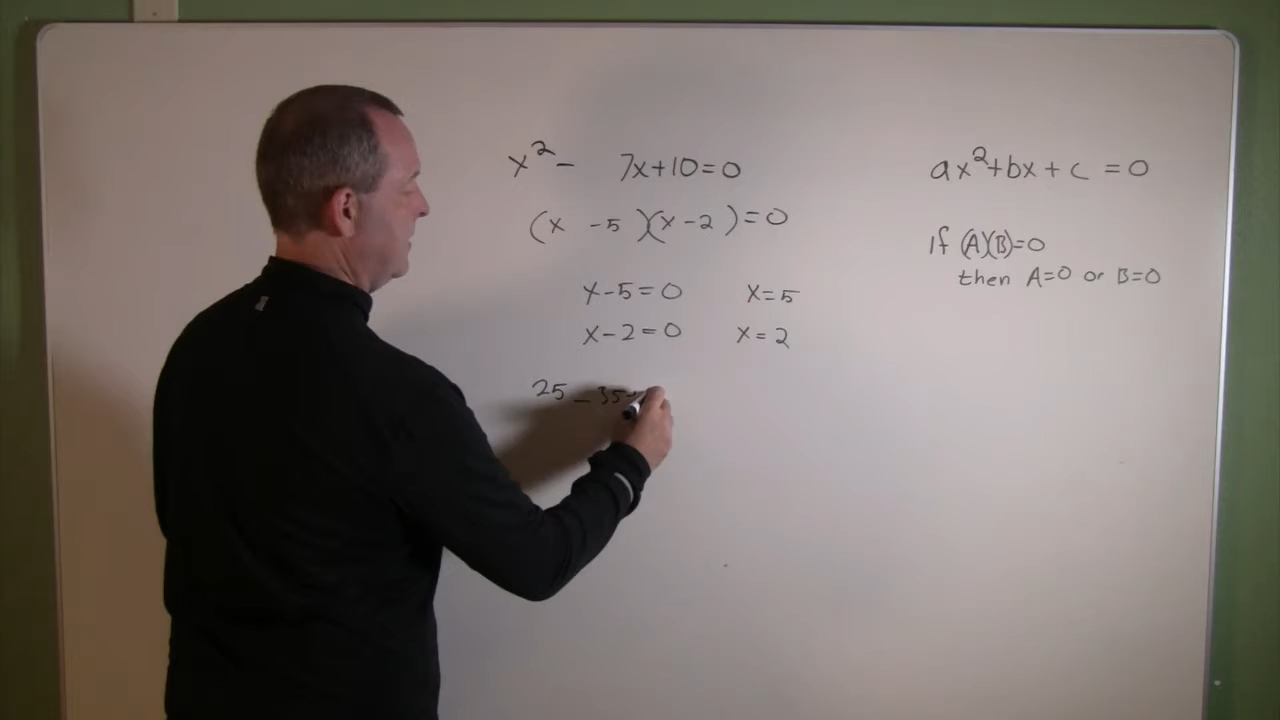 x² - 7x+10=0
(x -5)(x-2)=0
x-5=0 x=5
x-2=0 x=2
25-35+
ax²+bx+c=0
If (A)(B)=0
then A=0 or B=0